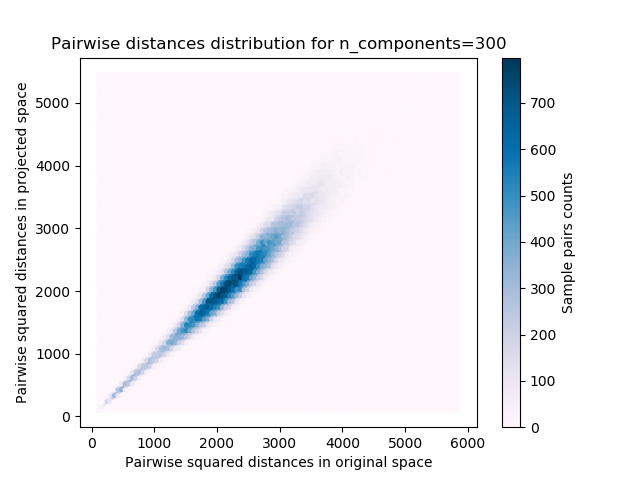 Pairwise distances distribution for n_components=300
Pairwise squared distances in projected space
5000
4000
3000
2000
1000
0
0 1000 2000 3000 4000 5000 6000
Pairwise squared distances in original space
700
600
500
400
300
200
100
0
Sample pairs counts